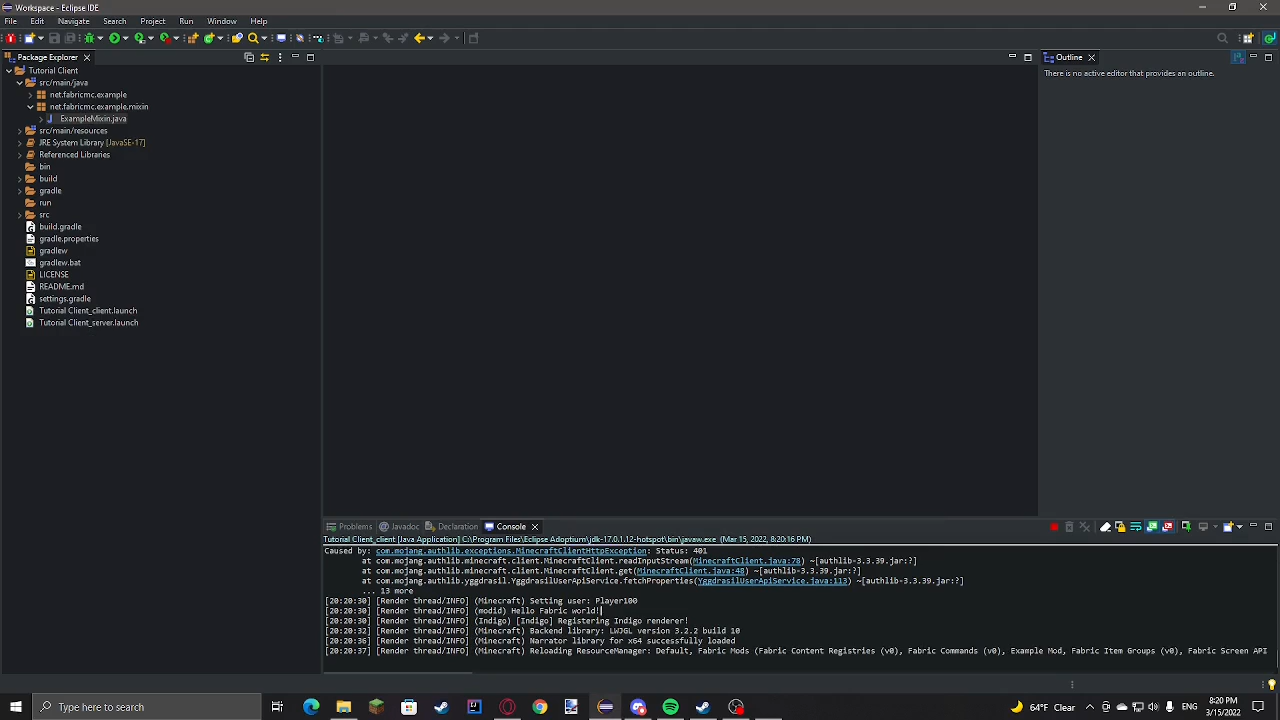 Workspace - Eclipse IDE
File Edit Navigate Search Project Run Window Help
Package Explorer
Outline
Tutorial Client
There is no active editor that provides an outline.
src/main/java
net.fabricmc.example
net.fabricmc.example.mixin
ExampleMixin.java
src/main/resources
JRE System Library [JavaSE-17]
Referenced Libraries
bin
build
gradle
run
src
build.gradle
gradle.properties
gradlew
gradlew.bat
LICENSE
README.md
settings.gradle
Tutorial Client_client.launch
Tutorial Client_server.launch
Problems @ Javadoc Declaration Console
Tutorial Client_client [Java Application] C:\Program Files\Eclipse Adoptium\jdk-17.0.1.12-hotspot\bin\javaw.exe (Mar 15, 2022, 8:20:16 PM)
Caused by: com.mojang.authlib.exceptions.MinecraftClientHttpException: Status: 401
at com.mojang.authlib.minecraft.client.MinecraftClient.readInputStream(MinecraftClient.java:78) ~[authlib-3.3.39.jar:?]
at com.mojang.authlib.minecraft.client.MinecraftClient.get(MinecraftClient.java:48) ~[authlib-3.3.39.jar:?]
at com.mojang.authlib.yggdrasil.YggdrasilUserApiService.fetchProperties(YggdrasilUserApiService.java:113) ~[authlib-3.3.39.jar:?]
... 13 more
[20:20:30] [Render thread/INFO] (Minecraft) Setting user: Player100
[20:20:30] [Render thread/INFO] (modid) Hello Fabric world!
[20:20:30] [Render thread/INFO] (Indigo) [Indigo] Registering Indigo renderer!
[20:20:32] [Render thread/INFO] (Minecraft) Backend library: LWJGL version 3.2.2 build 10
[20:20:36] [Render thread/INFO] (Minecraft) Narrator library for x64 successfully loaded
[20:20:37] [Render thread/INFO] (Minecraft) Reloading ResourceManager: Default, Fabric Mods (Fabric Content Registries (v0), Fabric Commands (v0), Example Mod, Fabric Item Groups (v0), Fabric Screen API
Type here to search
64°F Clear
ENG
8:20 PM
3/15/2022